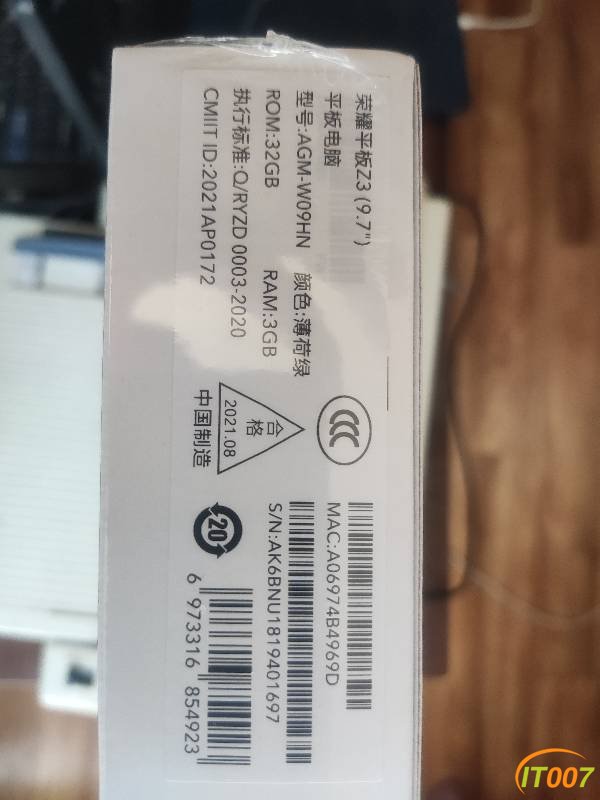 荣耀平板Z3 (9.7")
平板电脑
型号:AGM-W09HN 颜色:薄荷绿
ROM:32GB RAM:3GB
执行标准:Q/RYZD 0003-2020
CMIIT ID:2021AP0172
CCC
合格
2021.08
中国制造
MAC:A06974B4969D
S/N:AK6BNU1819401697
20
6 973316 854923
IT007